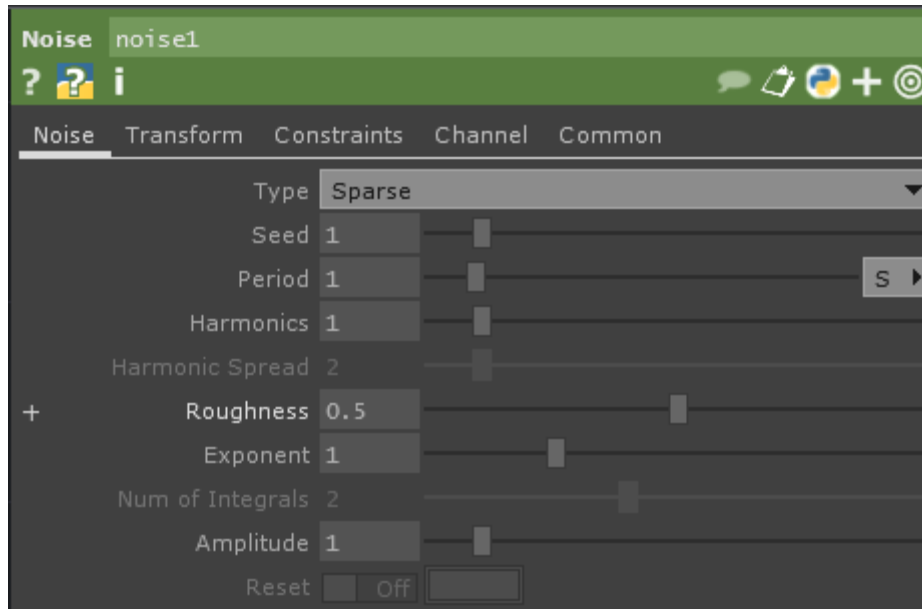 Noise noise1
? ? i
Noise Transform Constraints Channel Common
Type Sparse
Seed 1
Period 1 S
Harmonics 1
Harmonic Spread 2
+ Roughness 0.5
Exponent 1
Num of Integrals 2
Amplitude 1
Reset Off